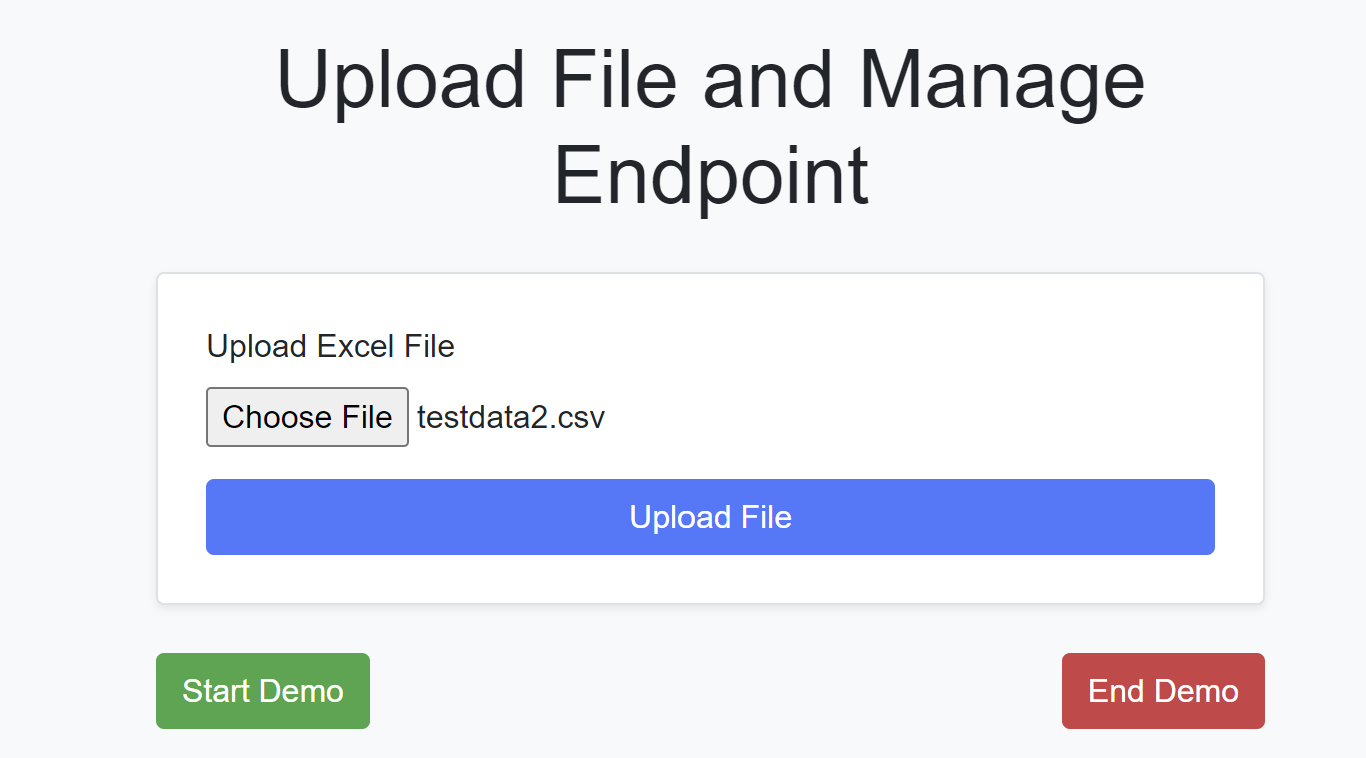 Upload File and Manage
Endpoint
Upload Excel File
Choose File testdata2.csv
Upload File
Start Demo
End Demo